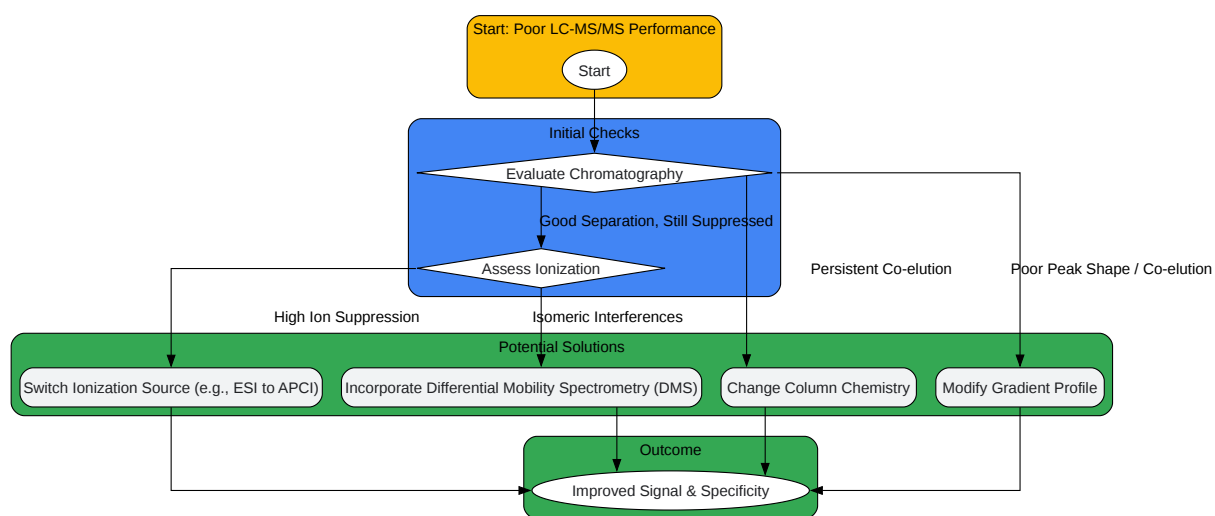 Start: Poor LC-MS/MS Performance
Start
Initial Checks
Evaluate Chromatography
Good Separation, Still Suppressed
Assess Ionization
Persistent Co-elution
Poor Peak Shape / Co-elution
High Ion Suppression
Isomeric Interferences
Potential Solutions
Switch Ionization Source (e.g., ESI to APCI)
Incorporate Differential Mobility Spectrometry (DMS)
Change Column Chemistry
Modify Gradient Profile
Outcome
Improved Signal & Specificity